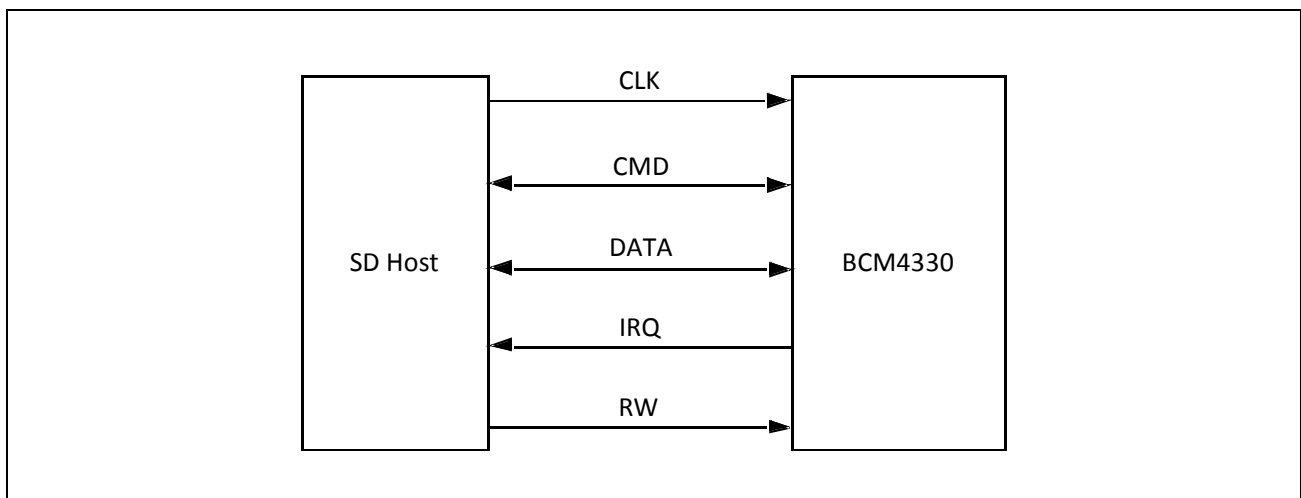 CLK
CMD
DATA
SD Host
BCM4330
IRQ
RW